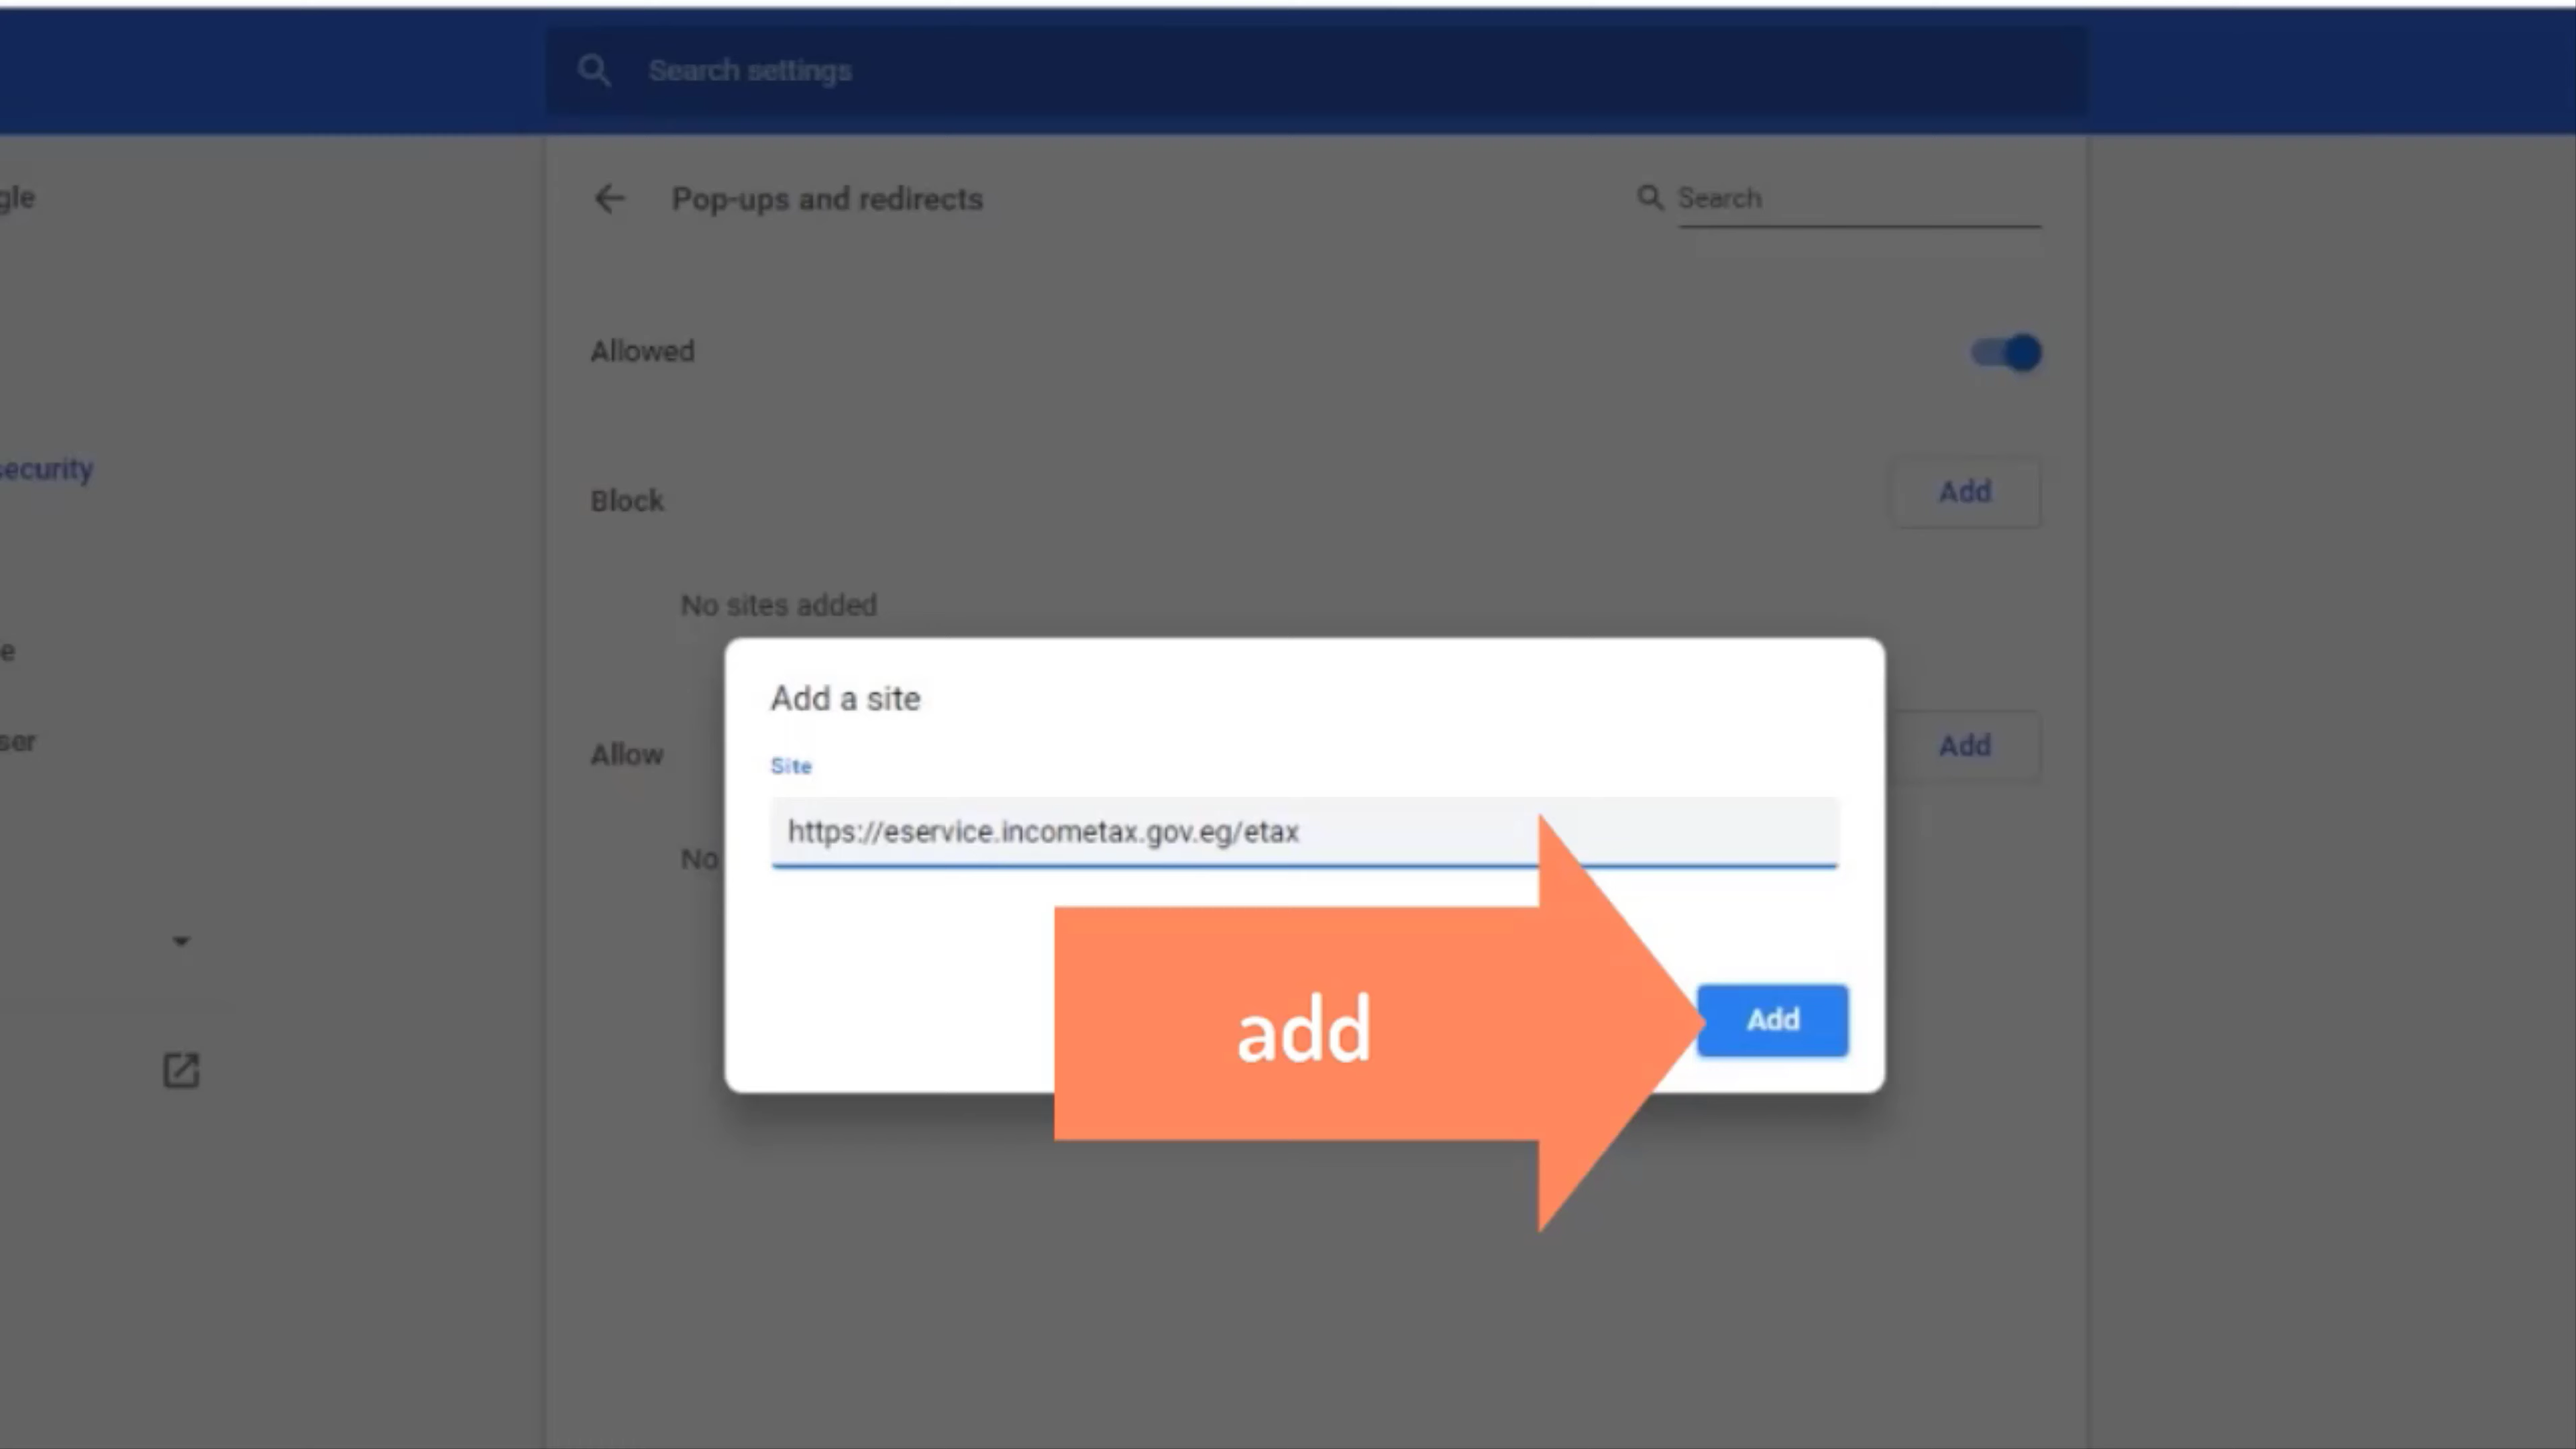 Search settings
gle
Pop-ups and redirects
Search
Allowed
security
Block
Add
No sites added
e
Add a site
ser
Allow
Site
Add
https://eservice.incometax.gov.eg/etax
No
add
Add